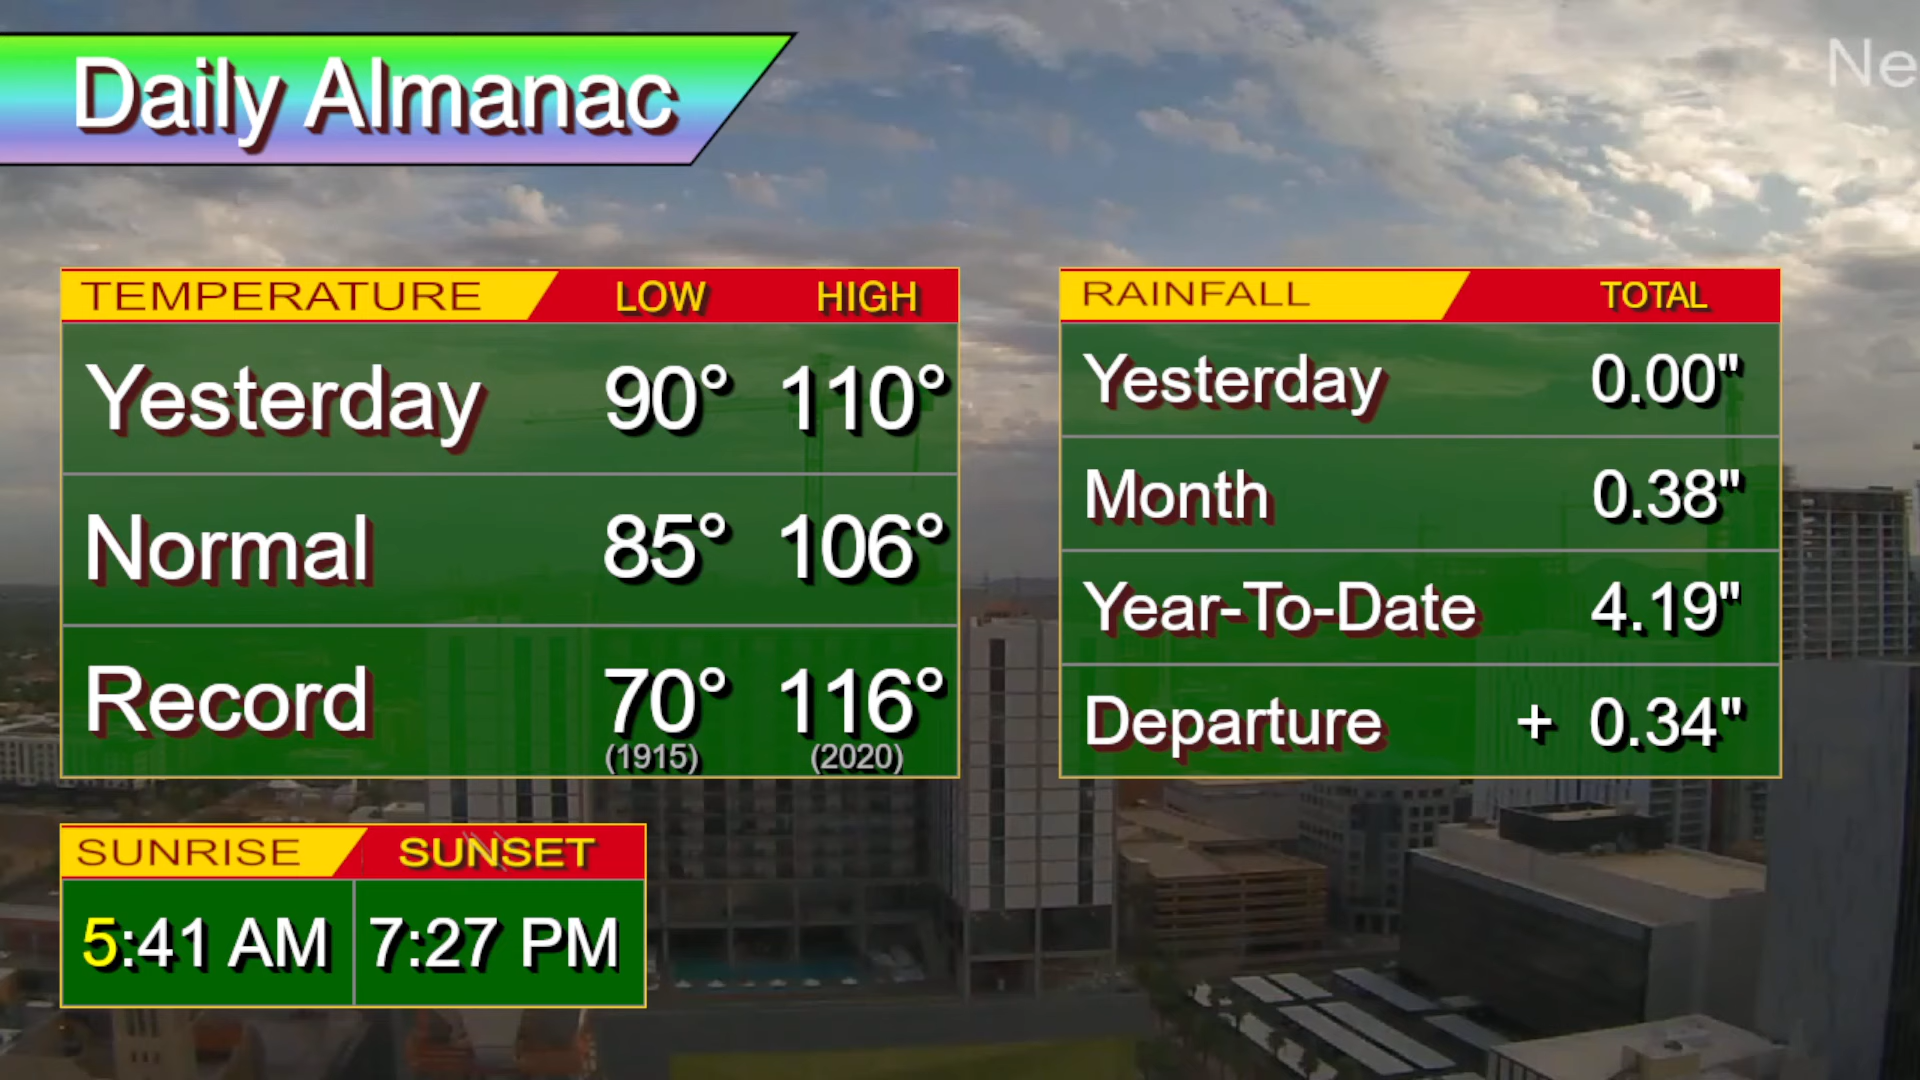 Daily Almanac
Ne
TEMPERATURE LOW HIGH
Yesterday 90° 110°
Normal 85° 106°
Record 70° 116°
(1915) (2020)
RAINFALL TOTAL
Yesterday 0.00"
Month 0.38"
Year-To-Date 4.19"
Departure + 0.34"
SUNRISE SUNSET
5:41 AM 7:27 PM